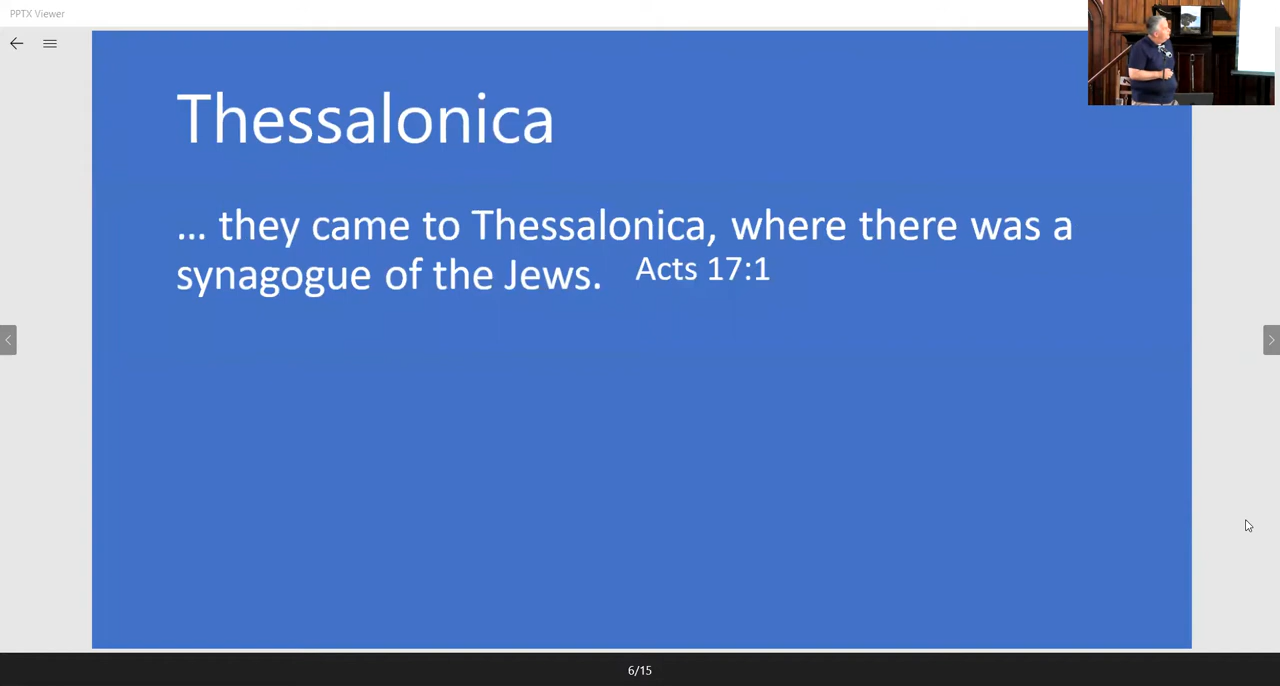 PPTX Viewer
Thessalonica
... they came to Thessalonica, where there was a
synagogue of the Jews. Acts 17:1
6/15